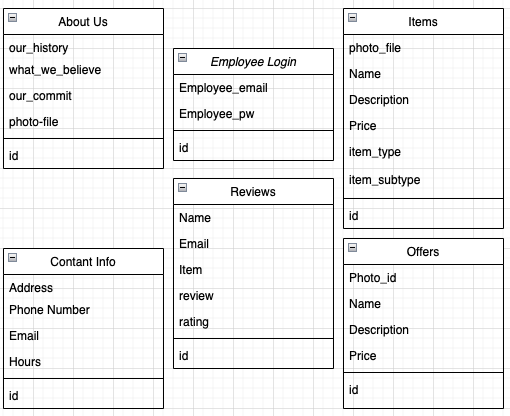 About Us
our_history
what_we_believe
our_commit
photo-file
id
Employee Login
Employee_email
Employee_pw
id
Items
photo_file
Name
Description
Price
item_type
item_subtype
id
Contant Info
Address
Phone Number
Email
Hours
id
Reviews
Name
Email
Item
review
rating
id
Offers
Photo_id
Name
Description
Price
id